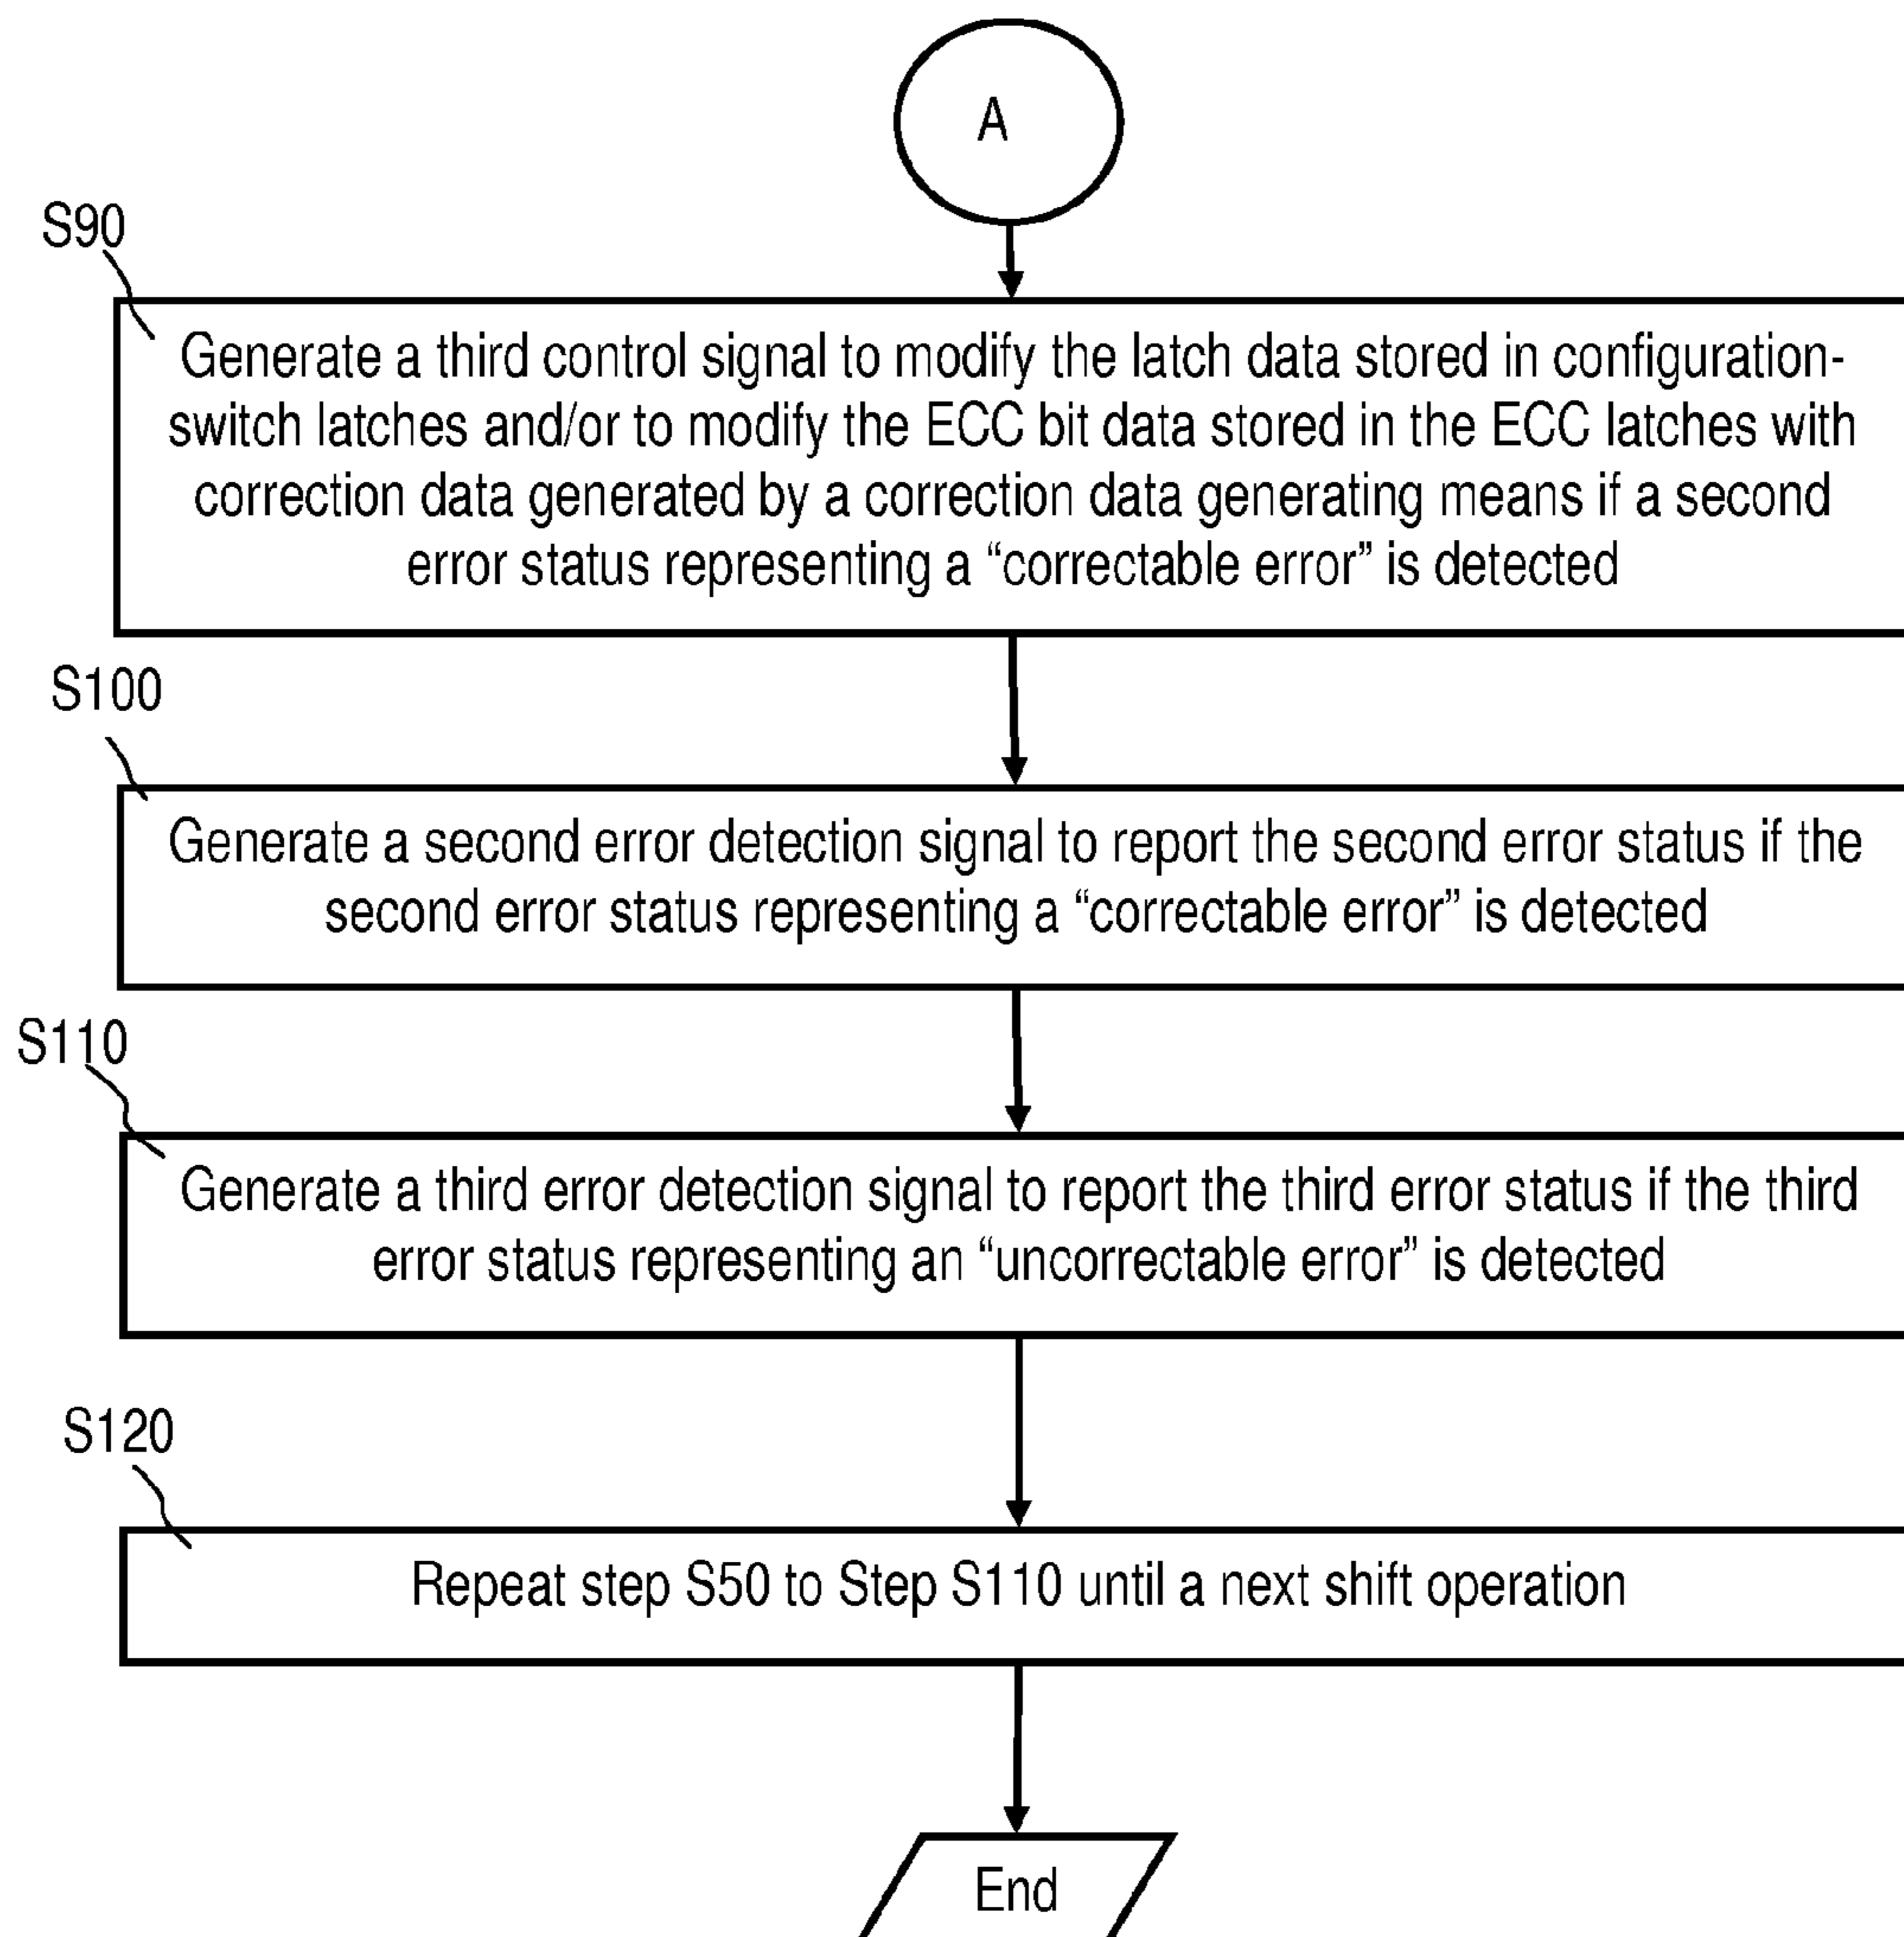 A
S90
Generate a third control signal to modify the latch data stored in configuration-
switch latches and/or to modify the ECC bit data stored in the ECC latches with
correction data generated by a correction data generating means if a second
error status representing a “correctable error” is detected
S100
Generate a second error detection signal to report the second error status if the
second error status representing a “correctable error” is detected
S110
Generate a third error detection signal to report the third error status if the third
error status representing an “uncorrectable error” is detected
S120
Repeat step S50 to Step S110 until a next shift operation
End